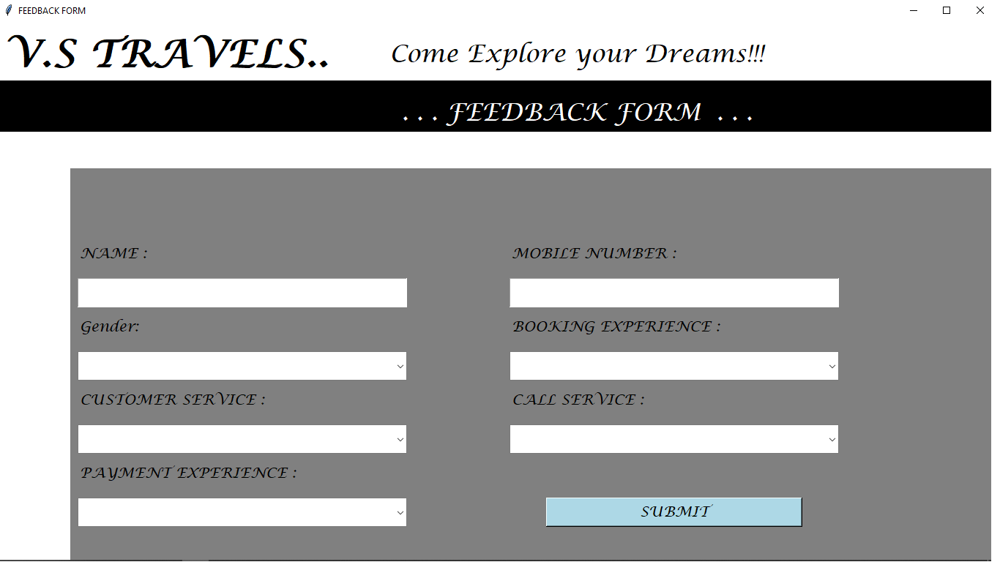 FEEDBACK FORM
V.S TRAVELS.. Come Explore your Dreams!!!
. . . FEEDBACK FORM . . .
NAME : MOBILE NUMBER :
Gender: BOOKING EXPERIENCE :
CUSTOMER SERVICE : CALL SERVICE :
PAYMENT EXPERIENCE :
SUBMIT